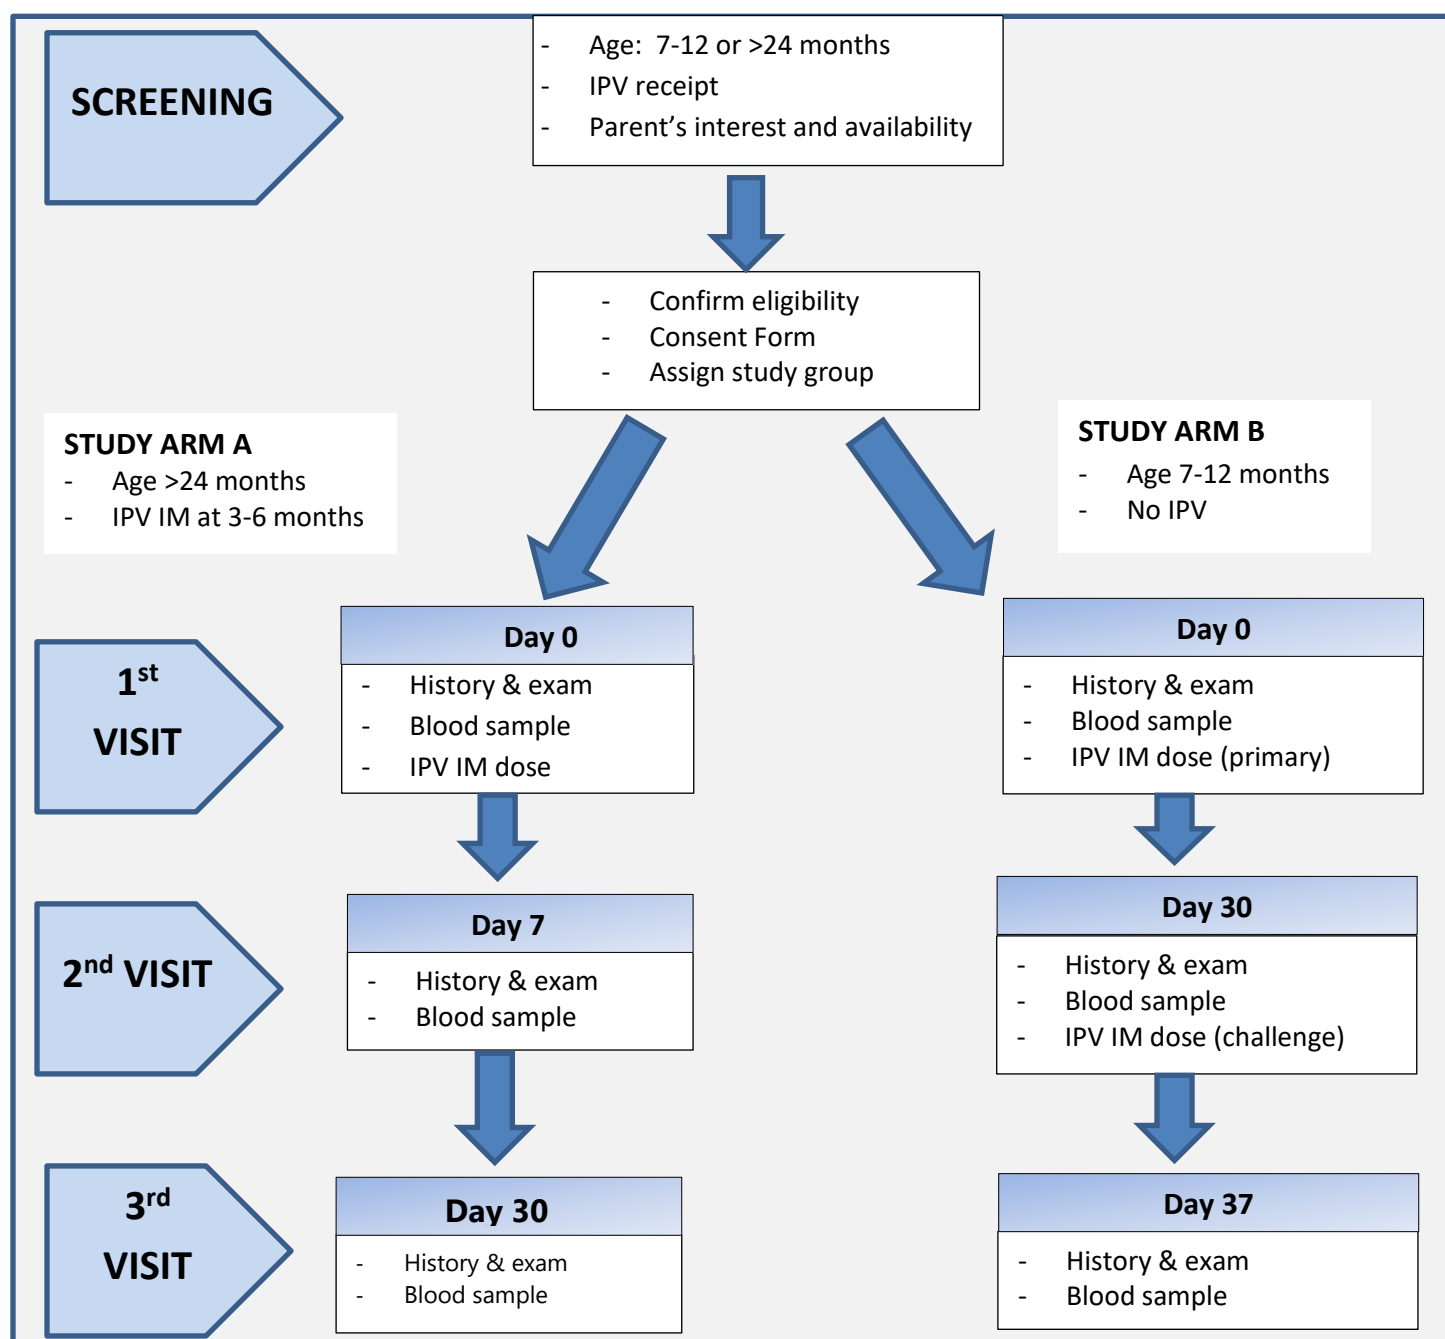 SCREENING
- Age: 7-12 or >24 months
- IPV receipt
- Parent’s interest and availability
- Confirm eligibility
- Consent Form
- Assign study group
STUDY ARM A
- Age >24 months
- IPV IM at 3-6 months
STUDY ARM B
- Age 7-12 months
- No IPV
1st
VISIT
Day 0
- History & exam
- Blood sample
- IPV IM dose
Day 0
- History & exam
- Blood sample
- IPV IM dose (primary)
2nd VISIT
Day 7
- History & exam
- Blood sample
Day 30
- History & exam
- Blood sample
- IPV IM dose (challenge)
3rd
VISIT
Day 30
- History & exam
- Blood sample
Day 37
- History & exam
- Blood sample